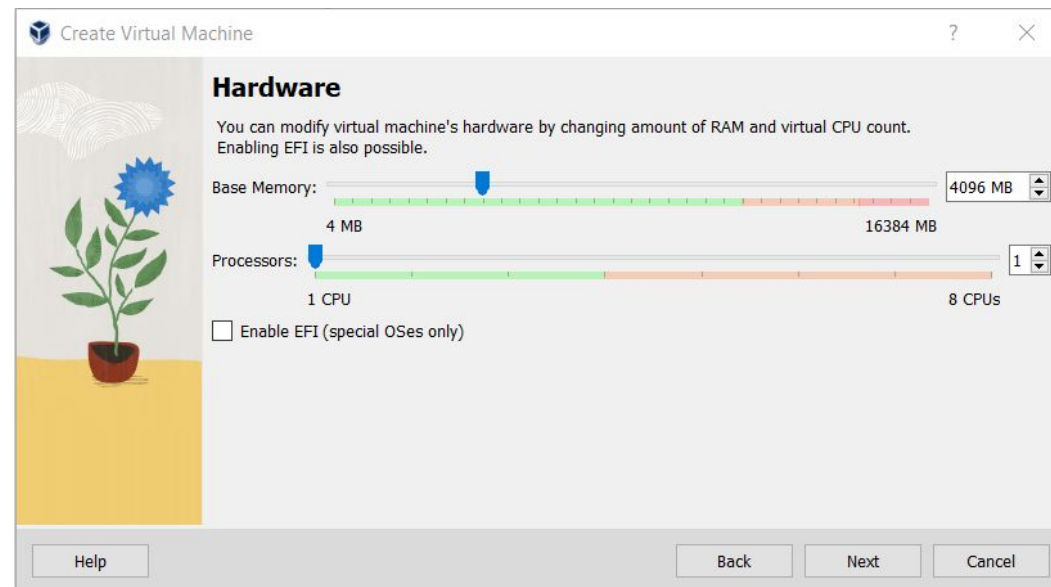 Create Virtual Machine
?
Hardware
You can modify virtual machine's hardware by changing amount of RAM and virtual CPU count.
Enabling EFI is also possible.
Base Memory: 4096 MB
4 MB 16384 MB
Processors: 1
1 CPU 8 CPUs
Enable EFI (special OSes only)
Help Back Next Cancel